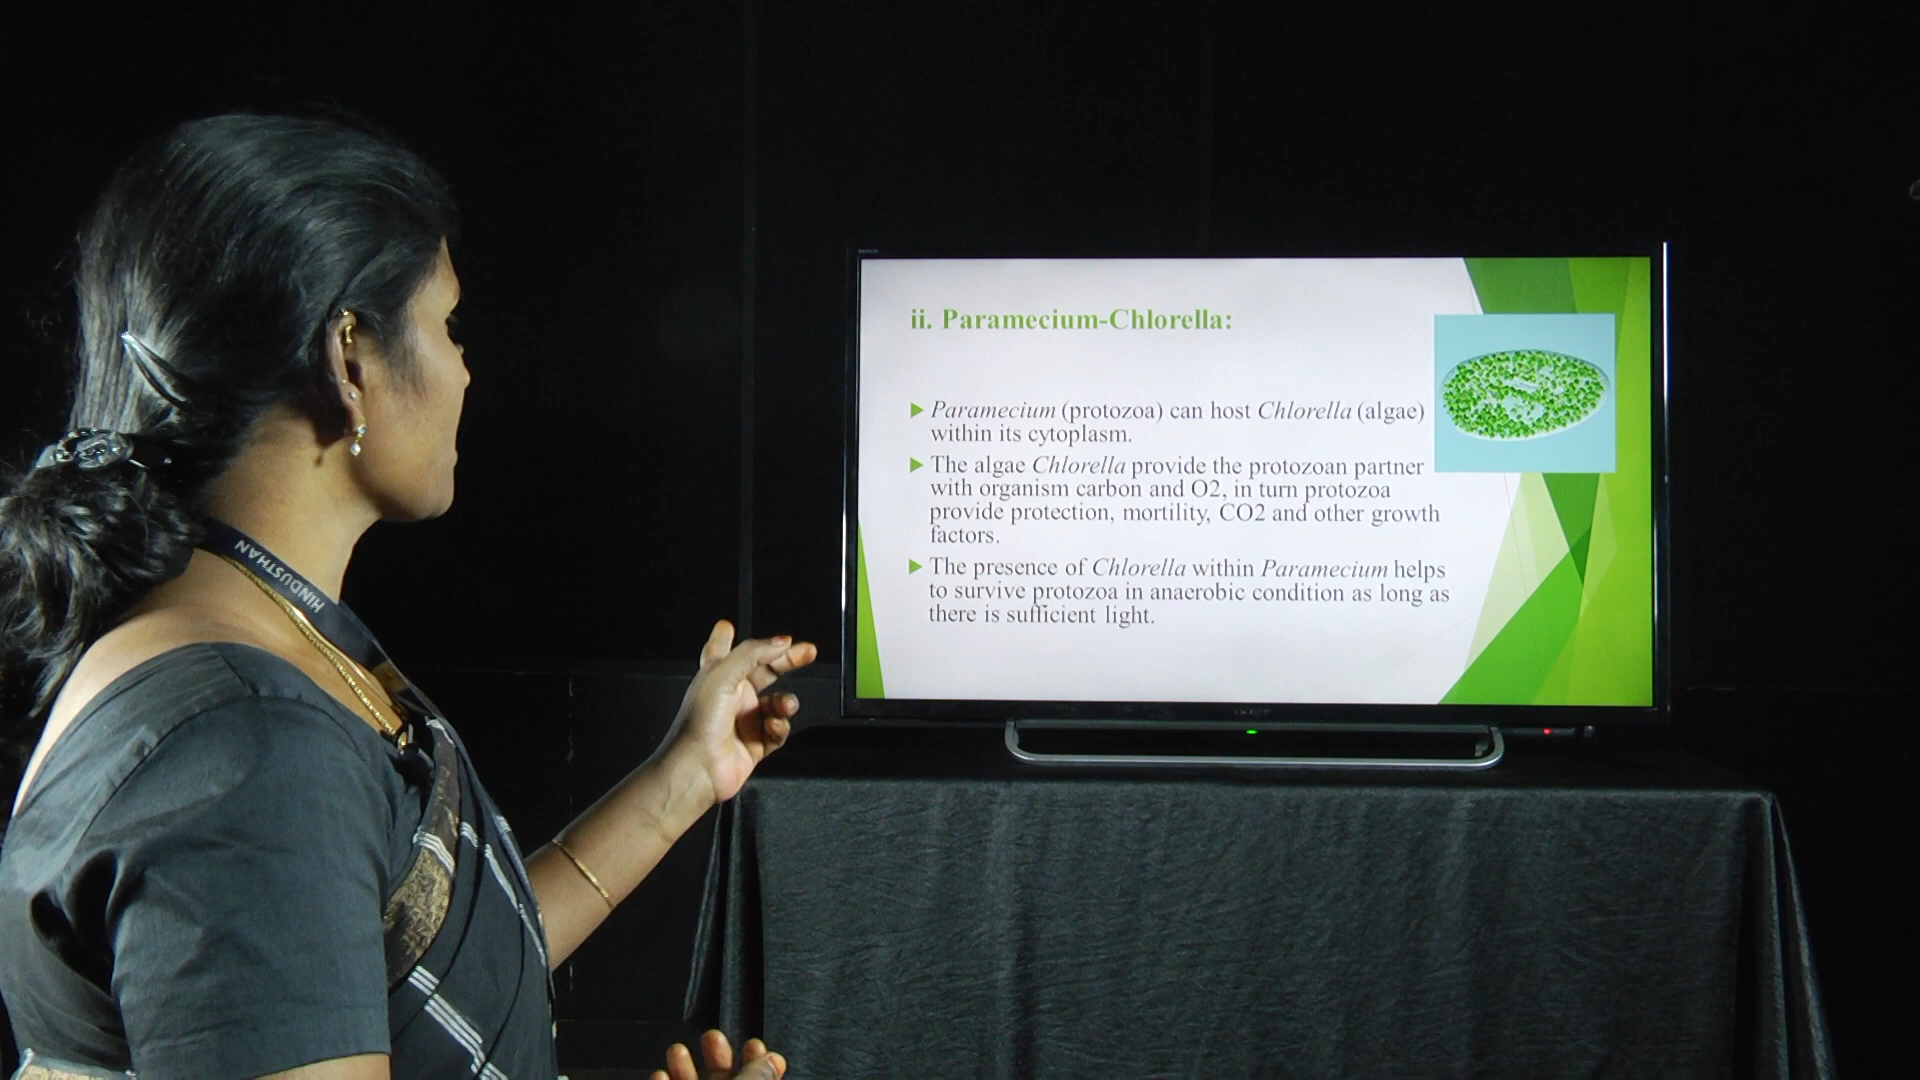 HINDUSTHAN
ii. Paramecium-Chlorella:
Paramecium (protozoa) can host Chlorella (algae)
within its cytoplasm.
The algae Chlorella provide the protozoan partner
with organism carbon and O2, in turn protozoa
provide protection, mortility, CO2 and other growth
factors.
The presence of Chlorella within Paramecium helps
to survive protozoa in anaerobic condition as long as
there is sufficient light.